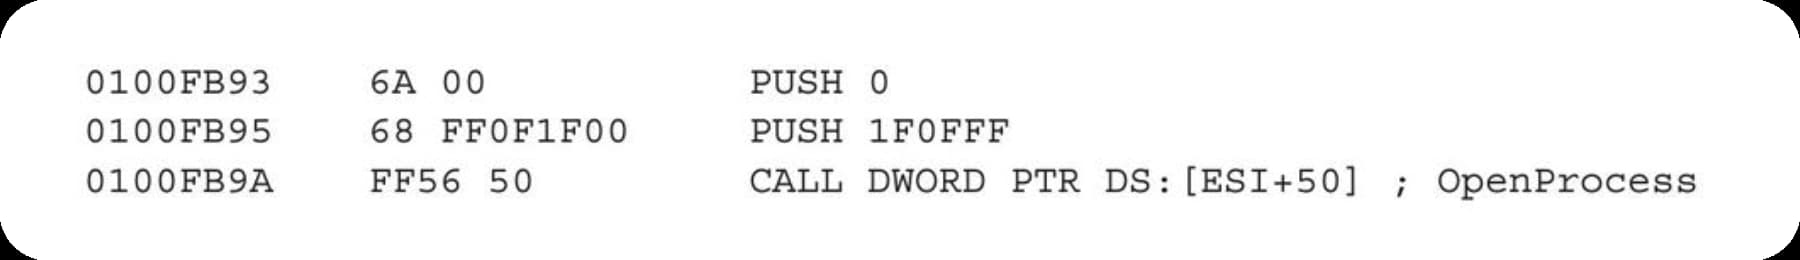 0100FB93 6A 00 PUSH 0
0100FB95 68 FF0F1F00 PUSH 1F0FFF
0100FB9A FF56 50 CALL DWORD PTR DS:[ESI+50] ; OpenProcess